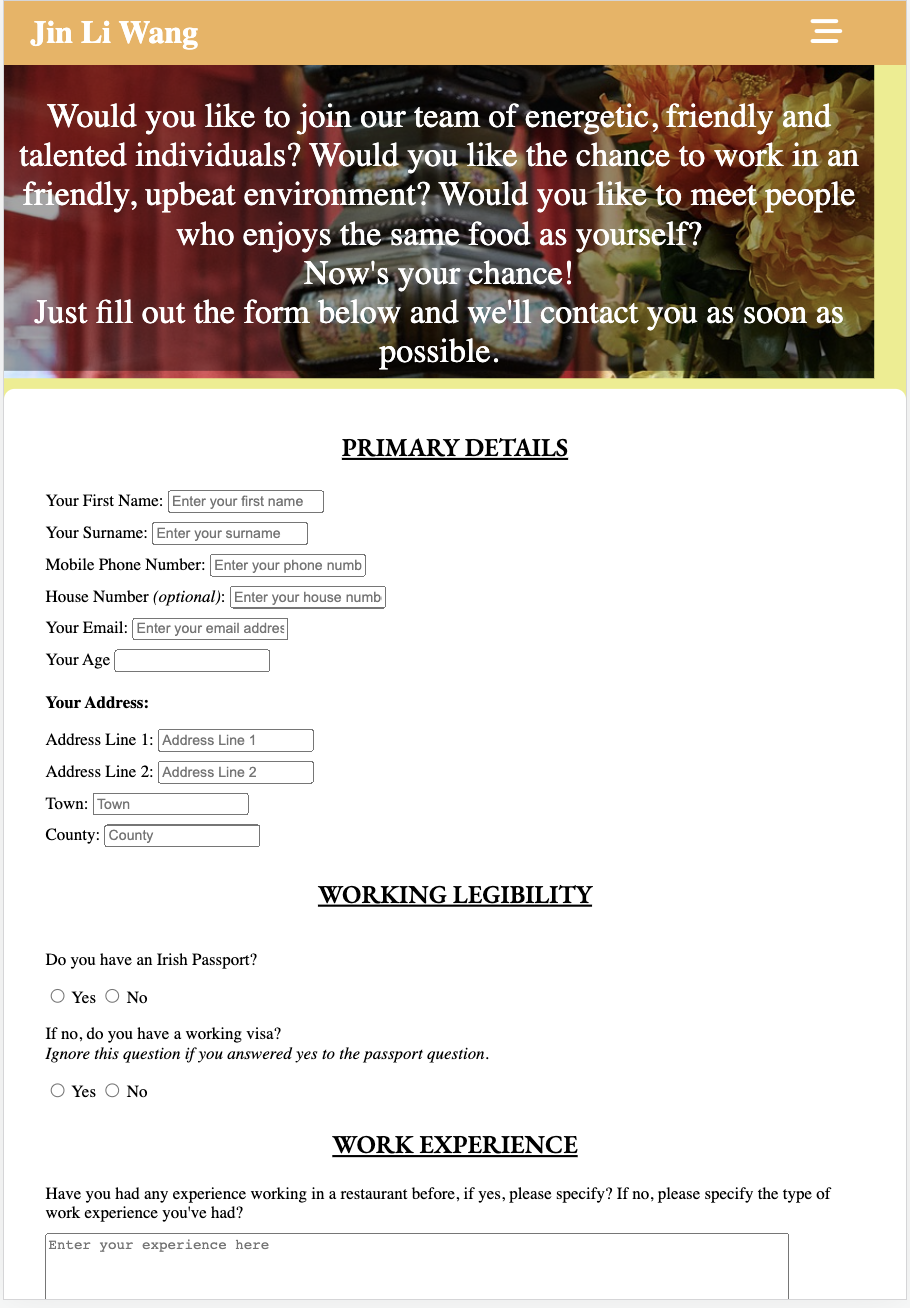 Jin Li Wang
Would you like to join our team of energetic, friendly and
talented individuals? Would you like the chance to work in an
friendly, upbeat environment? Would you like to meet people
who enjoys the same food as yourself?
Now's your chance!
Just fill out the form below and we'll contact you as soon as
possible.
PRIMARY DETAILS
Your First Name: Enter your first name
Your Surname: Enter your surname
Mobile Phone Number: Enter your phone numb
House Number (optional): Enter your house numb
Your Email: Enter your email addres
Your Age
Your Address:
Address Line 1: Address Line 1
Address Line 2: Address Line 2
Town: Town
County: County
WORKING LEGIBILITY
Do you have an Irish Passport?
Yes No
If no, do you have a working visa?
Ignore this question if you answered yes to the passport question.
Yes No
WORK EXPERIENCE
Have you had any experience working in a restaurant before, if yes, please specify? If no, please specify the type of
work experience you've had?
Enter your experience here